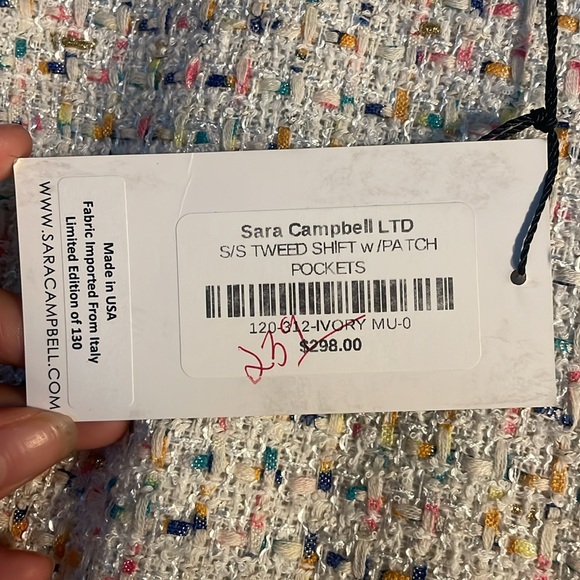 WWW.SARACAMPBELL.COM
Made in USA
Fabric Imported From Italy
Limited Edition of 130
Sara Campbell LTD
S/S TWEED SHIFT w/PATCH
POCKETS
120-312-IVORY MU-0
$298.00